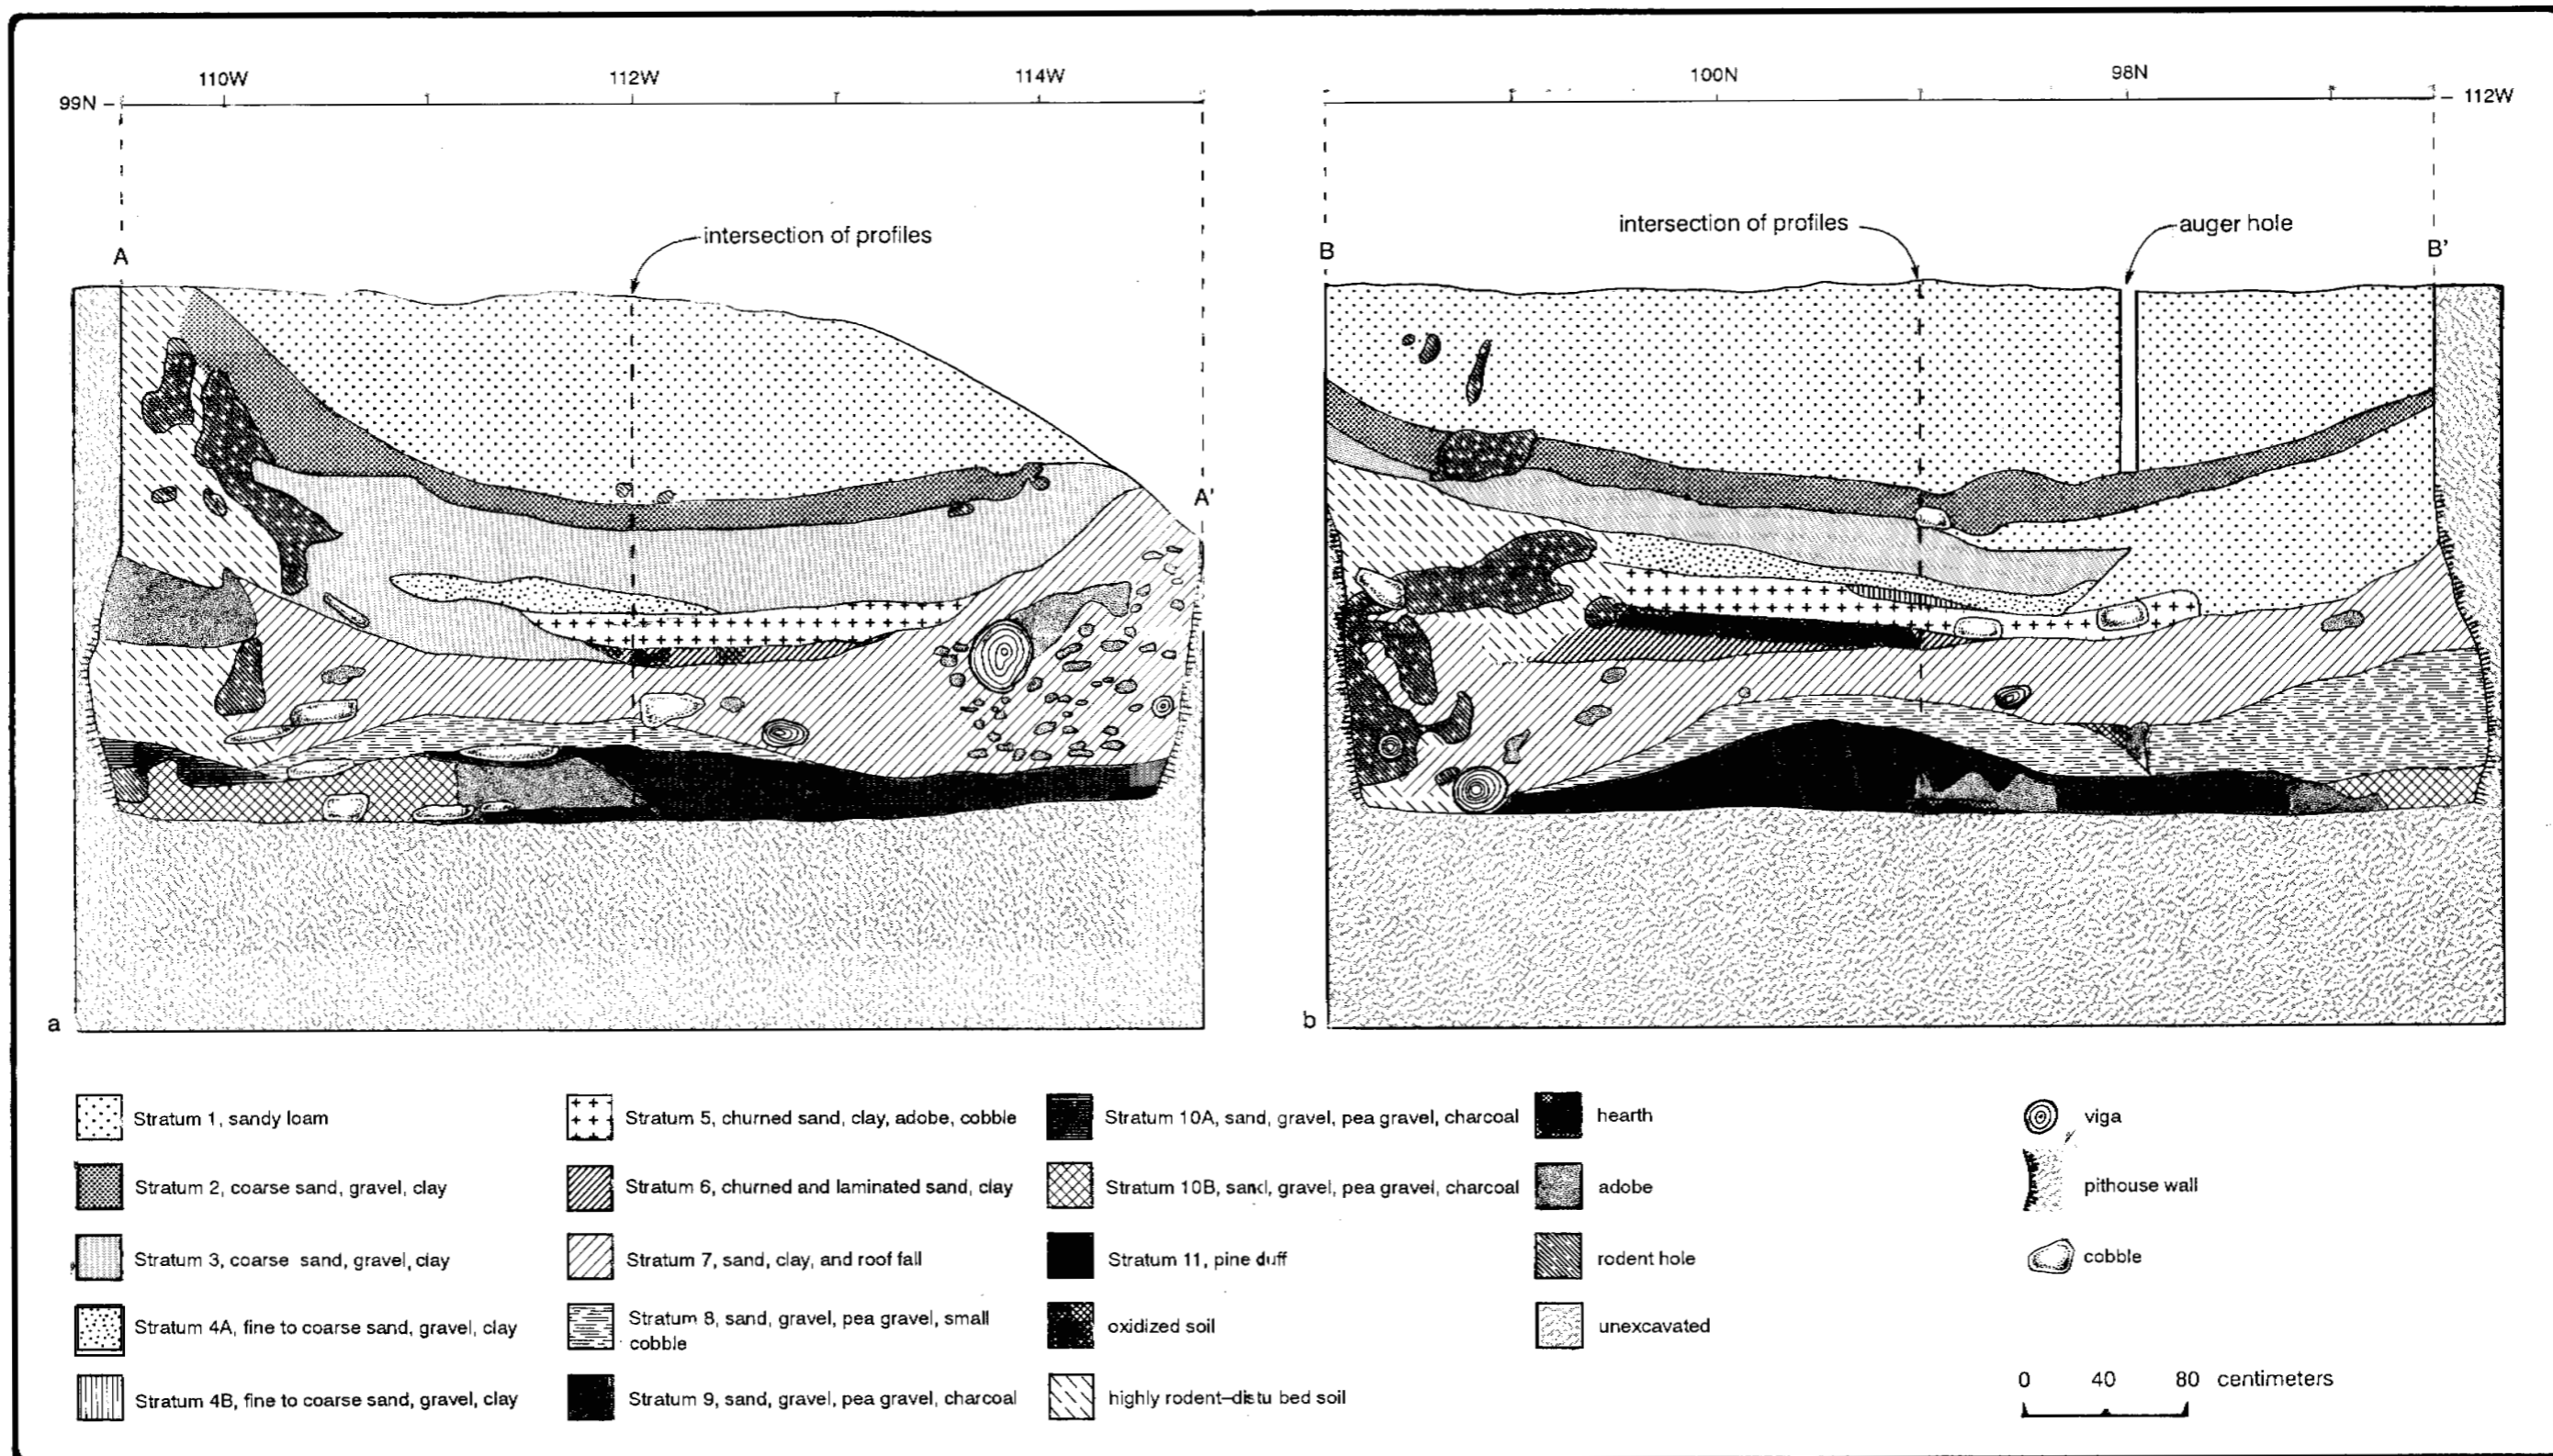 110W 112W 114W 100N 98N
99N 112W
intersection of profiles intersection of profiles auger hole
A B B'
A'
a b
Stratum 1, sandy loam
Stratum 2, coarse sand, gravel, clay
Stratum 3, coarse sand, gravel, clay
Stratum 4A, fine to coarse sand, gravel, clay
Stratum 4B, fine to coarse sand, gravel, clay
Stratum 5, churned sand, clay, adobe, cobble
Stratum 6, churned and laminated sand, clay
Stratum 7, sand, clay, and roof fall
Stratum 8, sand, gravel, pea gravel, small
cobble
Stratum 9, sand, gravel, pea gravel, charcoal
Stratum 10A, sand, gravel, pea gravel, charcoal
Stratum 10B, sand, gravel, pea gravel, charcoal
Stratum 11, pine duff
oxidized soil
highly rodent-distu bed soil
hearth
adobe
rodent hole
unexcavated
viga
pithouse wall
cobble
0 40 80 centimeters